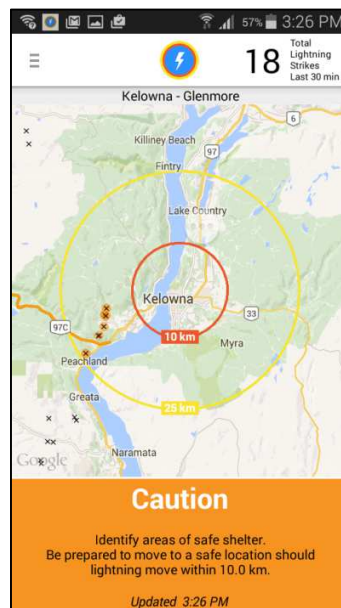 57% 3:26 PM
18
Total
Lightning
Strikes
Last 30 min
Kelowna - Glenmore
6
Killiney Beach
97
Fintry
Lake Country
Kelowna
33
97C
10 km
Myra
Peachland
Greata
25 km
Naramata
Google
Caution
Identify areas of safe shelter.
Be prepared to move to a safe location should
lightning move within 10.0 km.
Updated 3:26 PM